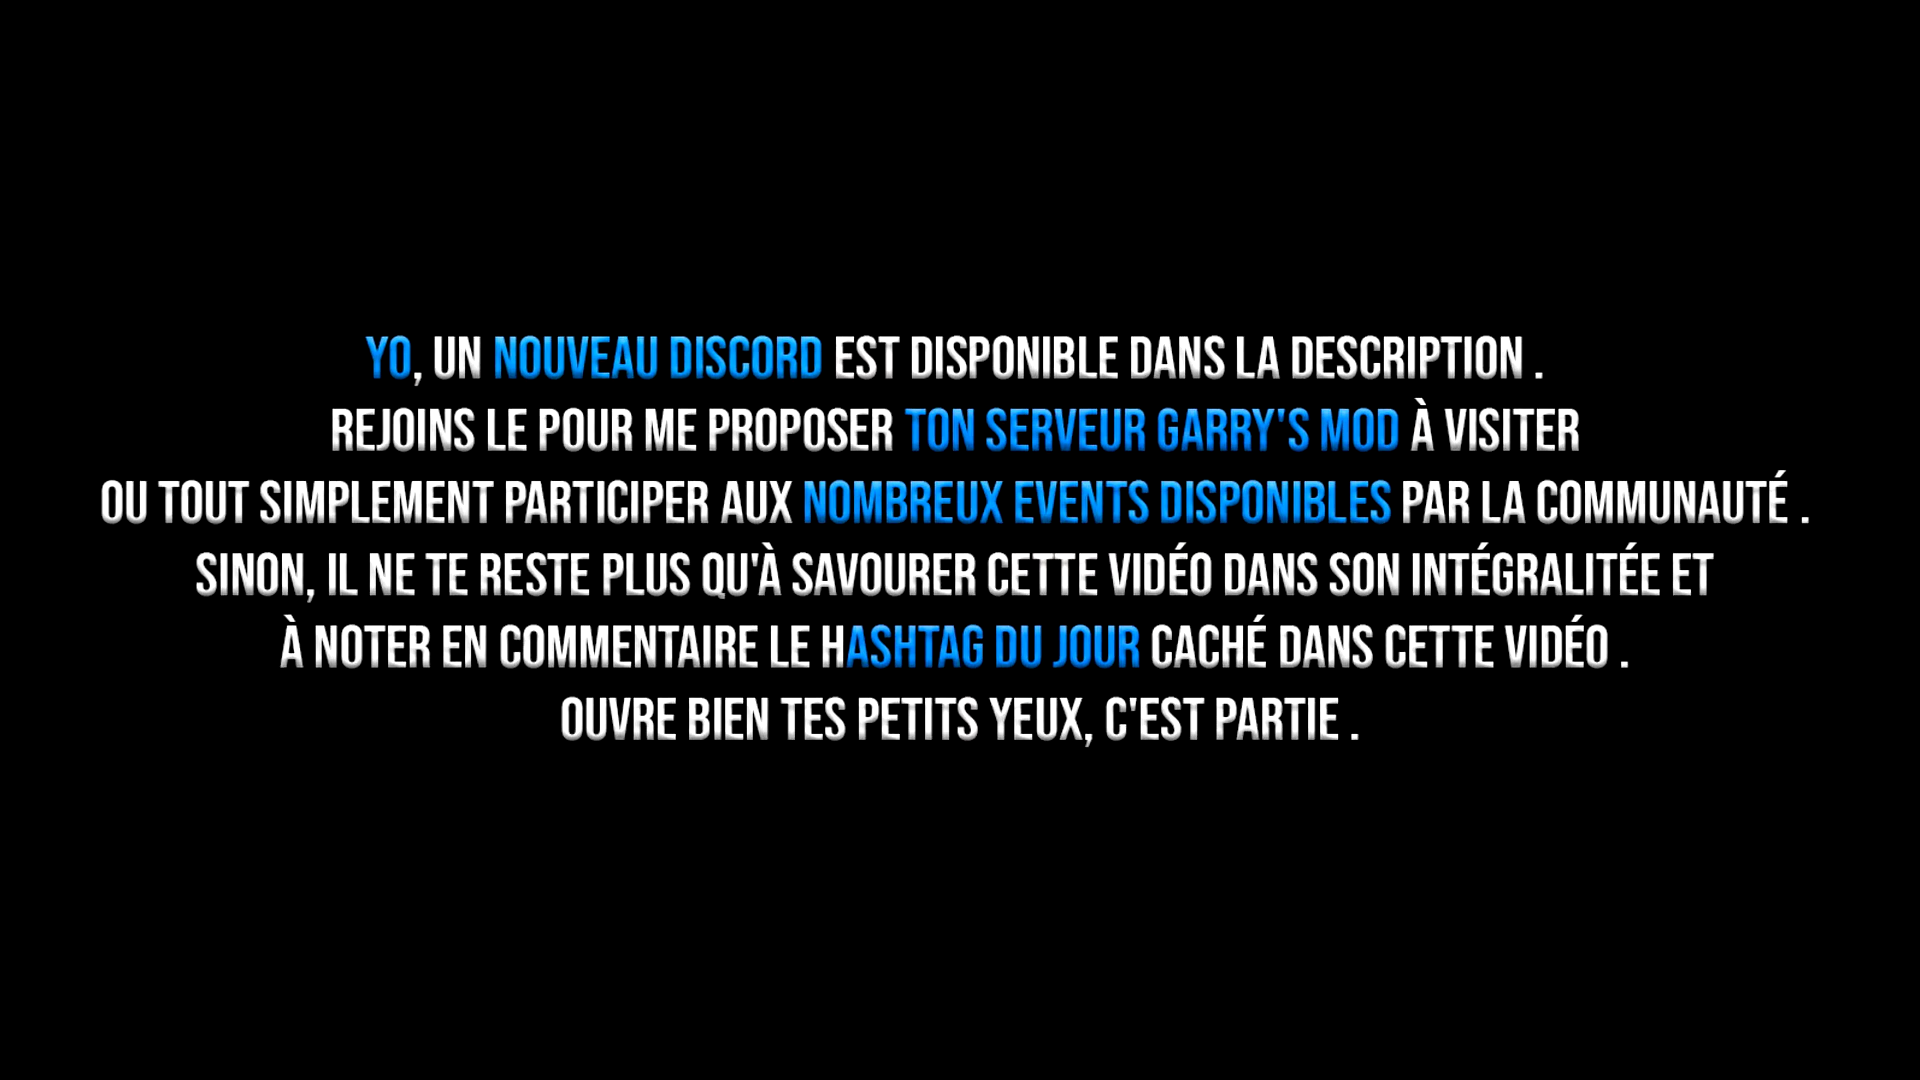 YO, UN NOUVEAU DISCORD EST DISPONIBLE DANS LA DESCRIPTION .
REJOINS LE POUR ME PROPOSER TON SERVEUR GARRY'S MOD À VISITER
OU TOUT SIMPLEMENT PARTICIPER AUX NOMBREUX EVENTS DISPONIBLES PAR LA COMMUNAUTÉ .
SINON, IL NE TE RESTE PLUS QU'À SAVOURER CETTE VIDÉO DANS SON INTÉGRALITÉE ET
À NOTER EN COMMENTAIRE LE HASHTAG DU JOUR CACHÉ DANS CETTE VIDÉO .
OUVRE BIEN TES PETITS YEUX, C'EST PARTIE .